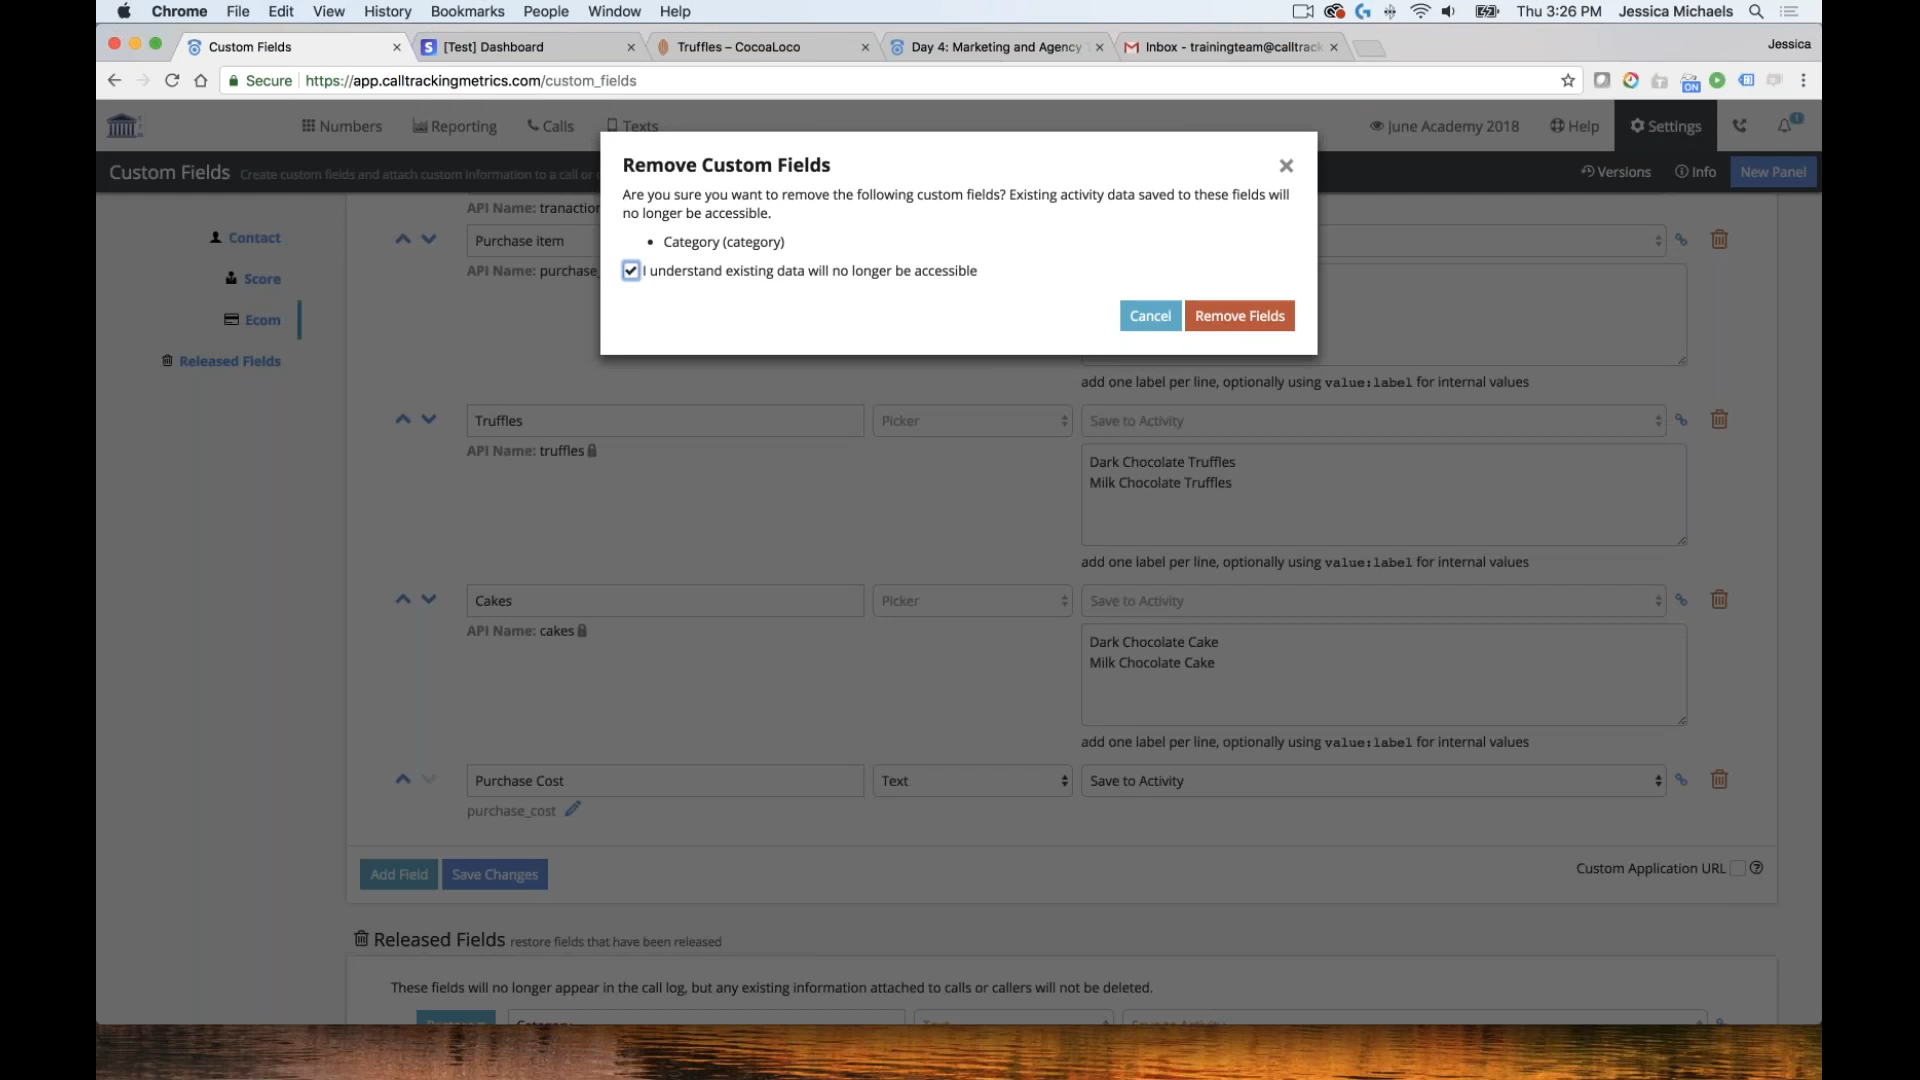 Chrome File Edit View History Bookmarks People Window Help Thu 3:26 PM Jessica Michaels
Custom Fields [Test] Dashboard Truffles – CocoaLoco Day 4: Marketing and Agency Inbox - trainingteam@calltrack Jessica
Secure https://app.calltrackingmetrics.com/custom_fields ON
Numbers Reporting Calls Texts June Academy 2018 Help Settings 1
Custom Fields Create custom fields and attach custom information to a call or Versions Info New Panel
Remove Custom Fields
Are you sure you want to remove the following custom fields? Existing activity data saved to these fields will
no longer be accessible.
Category (category)
I understand existing data will no longer be accessible
Cancel Remove Fields
Contact
Score
Ecom
Released Fields
API Name: tranaction
Purchase item
API Name: purchase_
add one label per line, optionally using value:label for internal values
Truffles Picker Save to Activity
API Name: truffles
Dark Chocolate Truffles
Milk Chocolate Truffles
add one label per line, optionally using value:label for internal values
Cakes Picker Save to Activity
API Name: cakes
Dark Chocolate Cake
Milk Chocolate Cake
add one label per line, optionally using value:label for internal values
Purchase Cost Text Save to Activity
purchase_cost
Add Field Save Changes Custom Application URL
Released Fields restore fields that have been released
These fields will no longer appear in the call log, but any existing information attached to calls or callers will not be deleted.